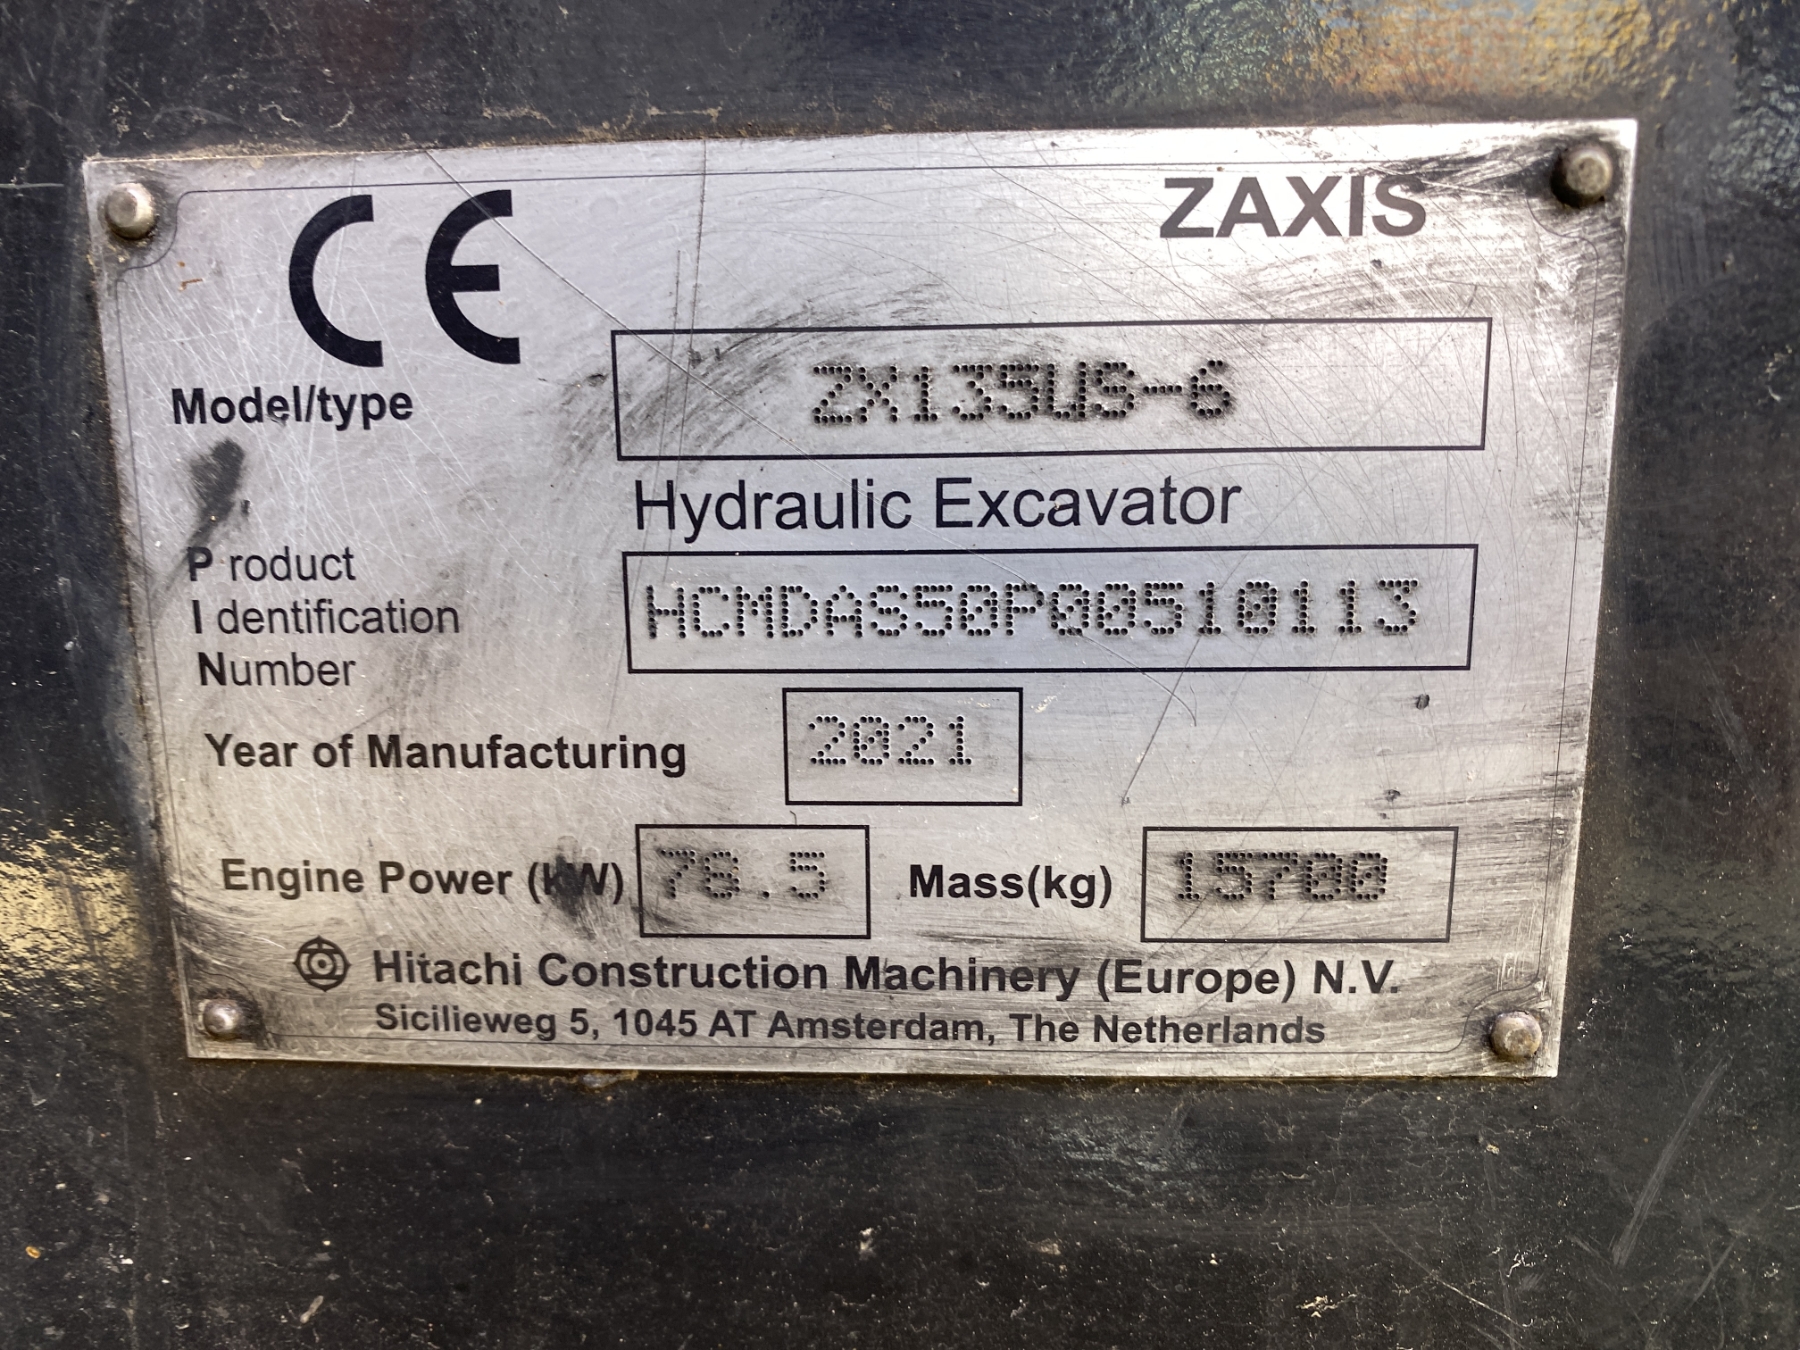 CE
ZAXIS
Model/type ZX135US-6
Hydraulic Excavator
Product
Identification
Number
HCMDAS50P00510113
Year of Manufacturing 2021
Engine Power (kW) 78.5 Mass(kg) 15700
Hitachi Construction Machinery (Europe) N.V.
Sicilieweg 5, 1045 AT Amsterdam, The Netherlands